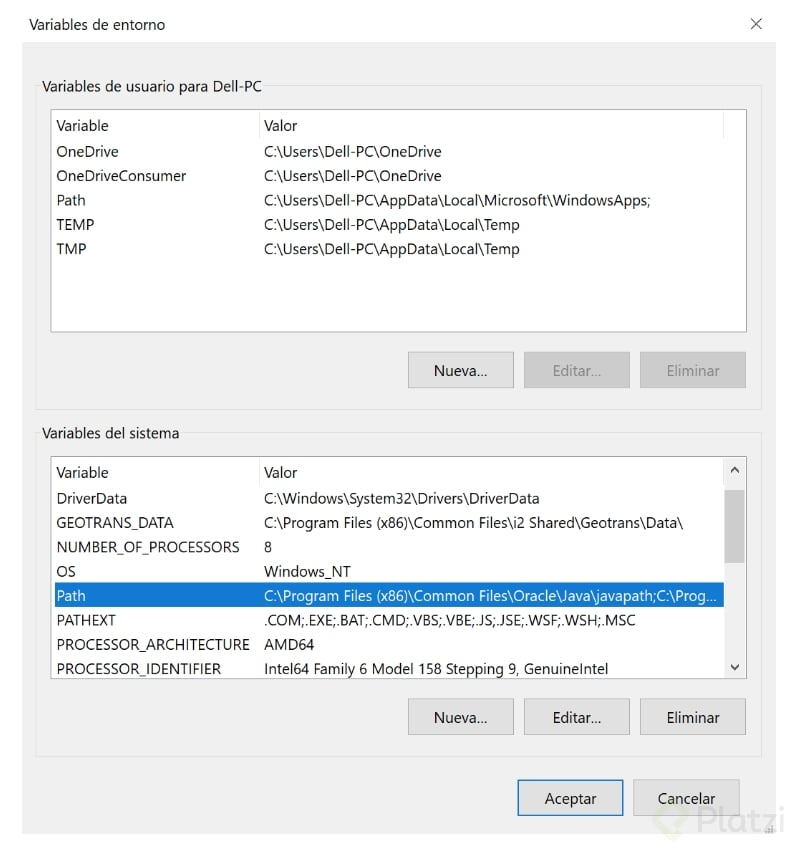 Variables de entorno
Variables de usuario para Dell-PC
Variable Valor
OneDrive C:\Users\Dell-PC\OneDrive
OneDriveConsumer C:\Users\Dell-PC\OneDrive
Path C:\Users\Dell-PC\AppData\Local\Microsoft\WindowsApps;
TEMP C:\Users\Dell-PC\AppData\Local\Temp
TMP C:\Users\Dell-PC\AppData\Local\Temp
Nueva... Editar... Eliminar
Variables del sistema
Variable Valor
DriverData C:\Windows\System32\Drivers\DriverData
GEOTRANS_DATA C:\Program Files (x86)\Common Files\i2 Shared\Geotrans\Data\
NUMBER_OF_PROCESSORS 8
OS Windows_NT
Path C:\Program Files (x86)\Common Files\Oracle\Java\javapath;C:\Prog...
PATHEXT .COM;.EXE;.BAT;.CMD;.VBS;.VBE;.JS;.JSE;.WSF;.WSH;.MSC
PROCESSOR_ARCHITECTURE AMD64
PROCESSOR_IDENTIFIER Intel64 Family 6 Model 158 Stepping 9, GenuineIntel
Nueva... Editar... Eliminar
Aceptar Cancelar
Platzi